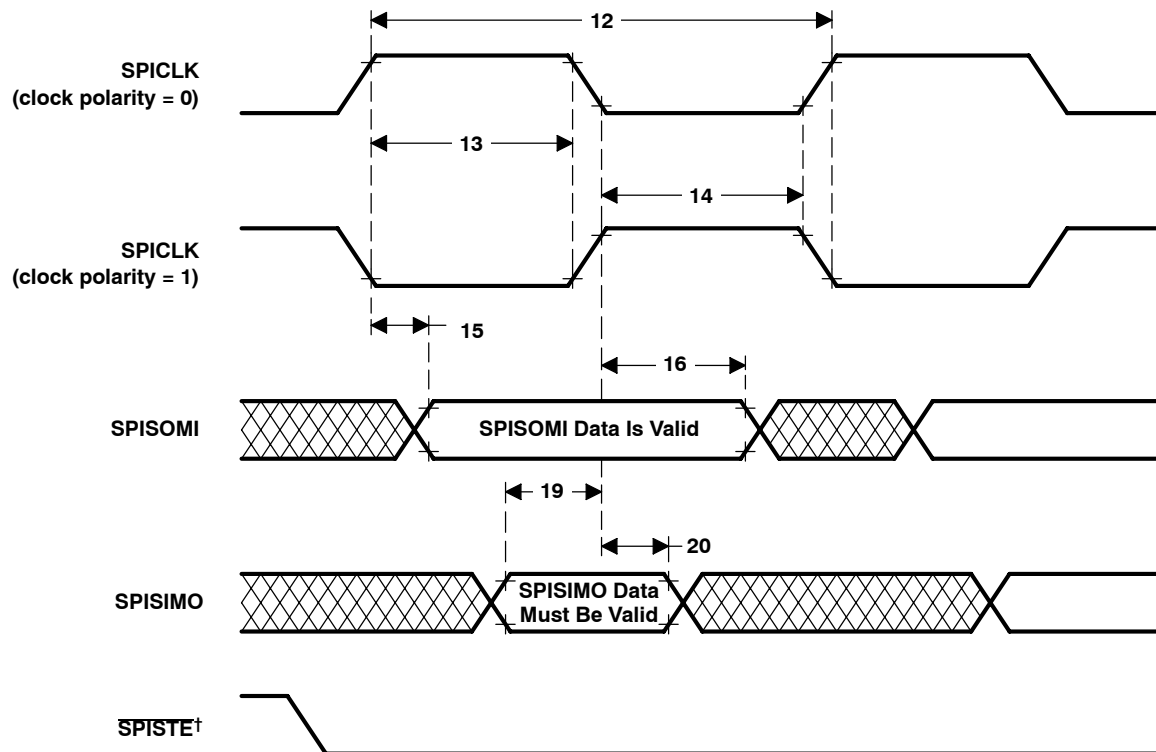 12
SPICLK
(clock polarity = 0)
13
14
SPICLK
(clock polarity = 1)
15
16
SPISOMI
SPISOMI Data Is Valid
19
20
SPISIMO
SPISIMO Data
Must Be Valid
SPISTE†